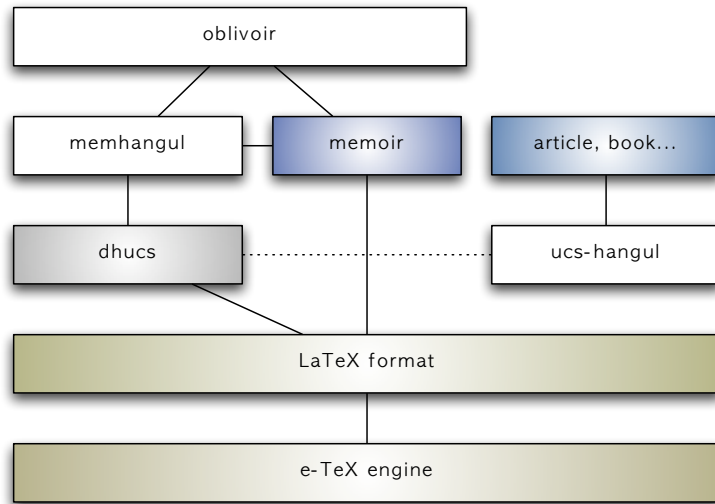 oblivoir
memhangul
memoir
article, book...
dhucs
ucs-hangul
LaTeX format
e-TeX engine